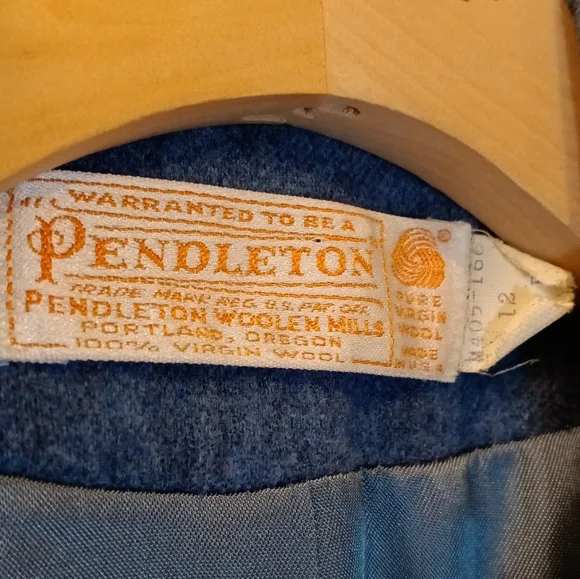 WARRANTED TO BE A
PENDLETON
TRADE MARK REG. U.S. PAT. OFF.
PENDLETON WOOLEN MILLS
PORTLAND, OREGON
100% VIRGIN WOOL
®
PURE
VIRGIN
WOOL
MADE
IN U.S.A.
12